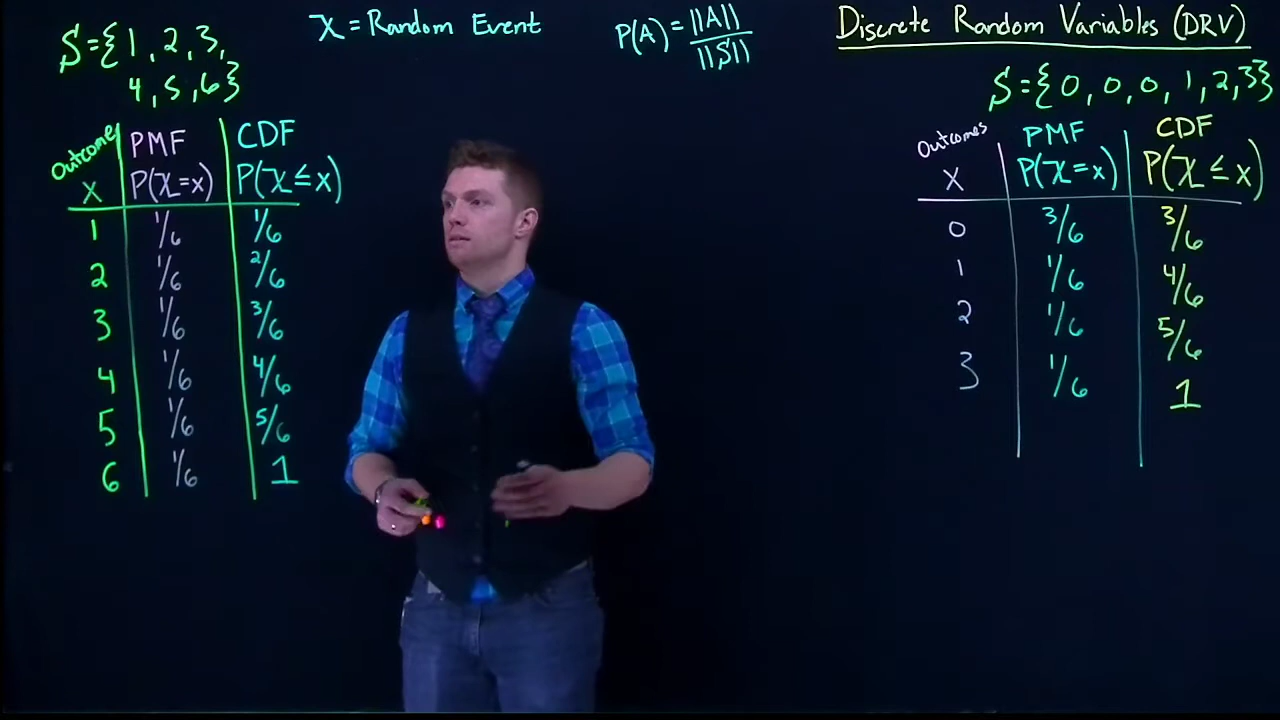 S={1,2,3,
4,5,6}
X = Random Event
P(A) = ||A|| / ||S||
Discrete Random Variables (DRV)
S={0,0,0,1,2,3}
Outcome x | PMF P(X=x) | CDF P(X≤x)
1 | 1/6 | 1/6
2 | 1/6 | 2/6
3 | 1/6 | 3/6
4 | 1/6 | 4/6
5 | 1/6 | 5/6
6 | 1/6 | 1
Outcomes x | PMF P(X=x) | CDF P(X≤x)
0 | 3/6 | 3/6
1 | 1/6 | 4/6
2 | 1/6 | 5/6
3 | 1/6 | 1